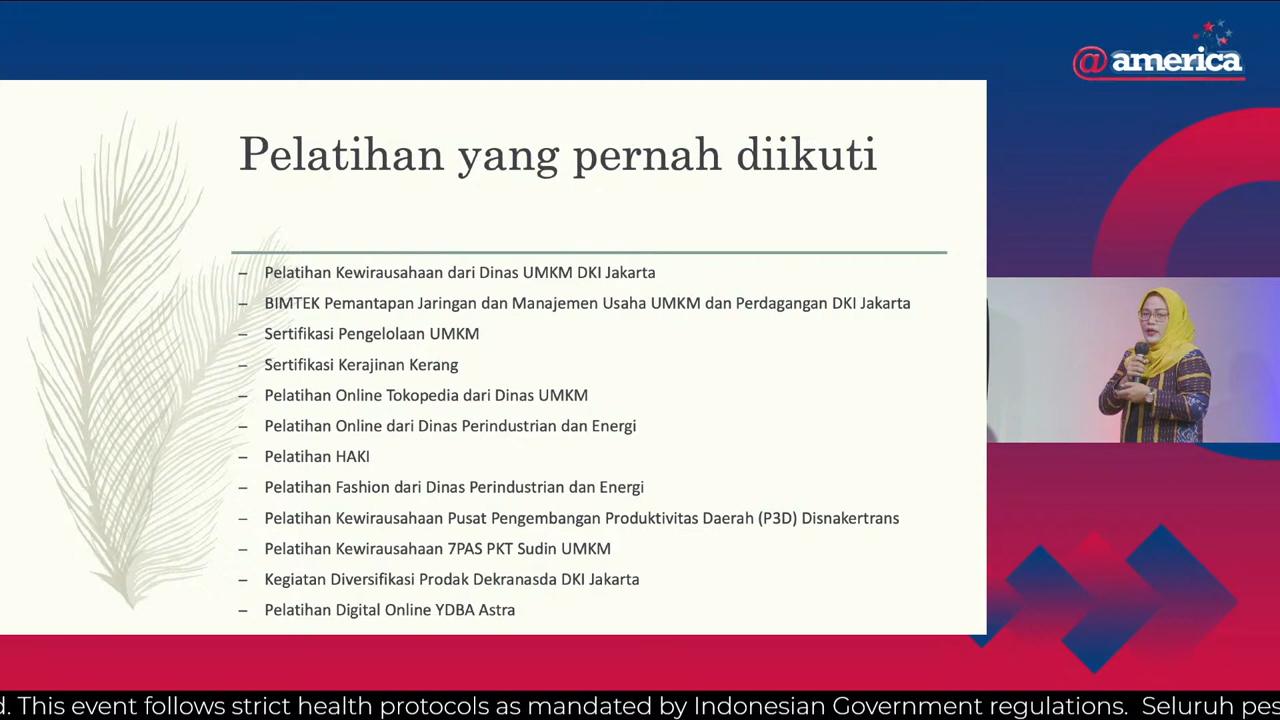 @america
Pelatihan yang pernah diikuti
– Pelatihan Kewirausahaan dari Dinas UMKM DKI Jakarta
– BIMTEK Pemantapan Jaringan dan Manajemen Usaha UMKM dan Perdagangan DKI Jakarta
– Sertifikasi Pengelolaan UMKM
– Sertifikasi Kerajinan Kerang
– Pelatihan Online Tokopedia dari Dinas UMKM
– Pelatihan Online dari Dinas Perindustrian dan Energi
– Pelatihan HAKI
– Pelatihan Fashion dari Dinas Perindustrian dan Energi
– Pelatihan Kewirausahaan Pusat Pengembangan Produktivitas Daerah (P3D) Disnakertrans
– Pelatihan Kewirausahaan 7PAS PKT Sudin UMKM
– Kegiatan Diversifikasi Prodak Dekranasda DKI Jakarta
– Pelatihan Digital Online YDBA Astra
d. This event follows strict health protocols as mandated by Indonesian Government regulations. Seluruh pes